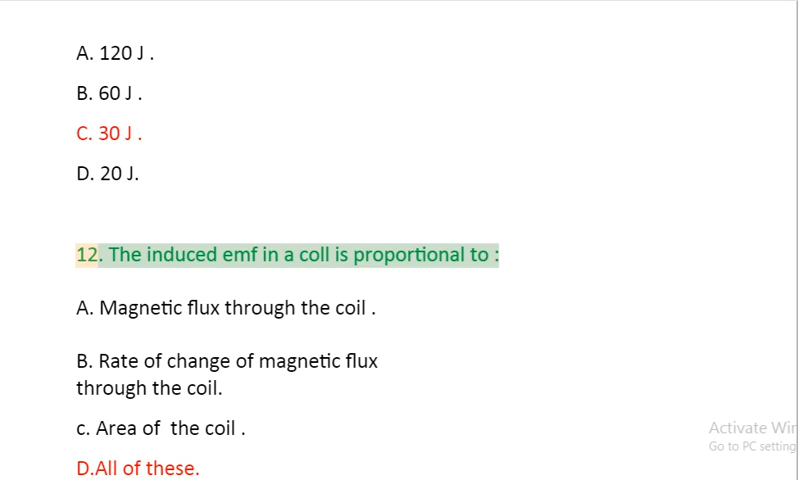 A. 120 J .
B. 60 J .
C. 30 J .
D. 20 J.
12. The induced emf in a coll is proportional to :
A. Magnetic flux through the coil .
B. Rate of change of magnetic flux
through the coil.
c. Area of  the coil .
Activate Win
Go to PC setting
D.All of these.